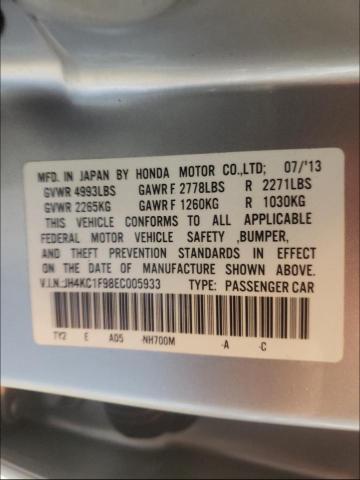 MFD. IN JAPAN BY HONDA MOTOR CO.,LTD; 07/'13
GVWR 4993LBS GAWR F 2778LBS R 2271LBS
GVWR 2265KG GAWR F 1260KG R 1030KG
THIS VEHICLE CONFORMS TO ALL APPLICABLE
FEDERAL MOTOR VEHICLE SAFETY ,BUMPER,
AND THEFT PREVENTION STANDARDS IN EFFECT
ON THE DATE OF MANUFACTURE SHOWN ABOVE.
V.I.N.:JH4KC1F98EC005933 TYPE: PASSENGER CAR
TY2 E AD5 -NH700M -A -C